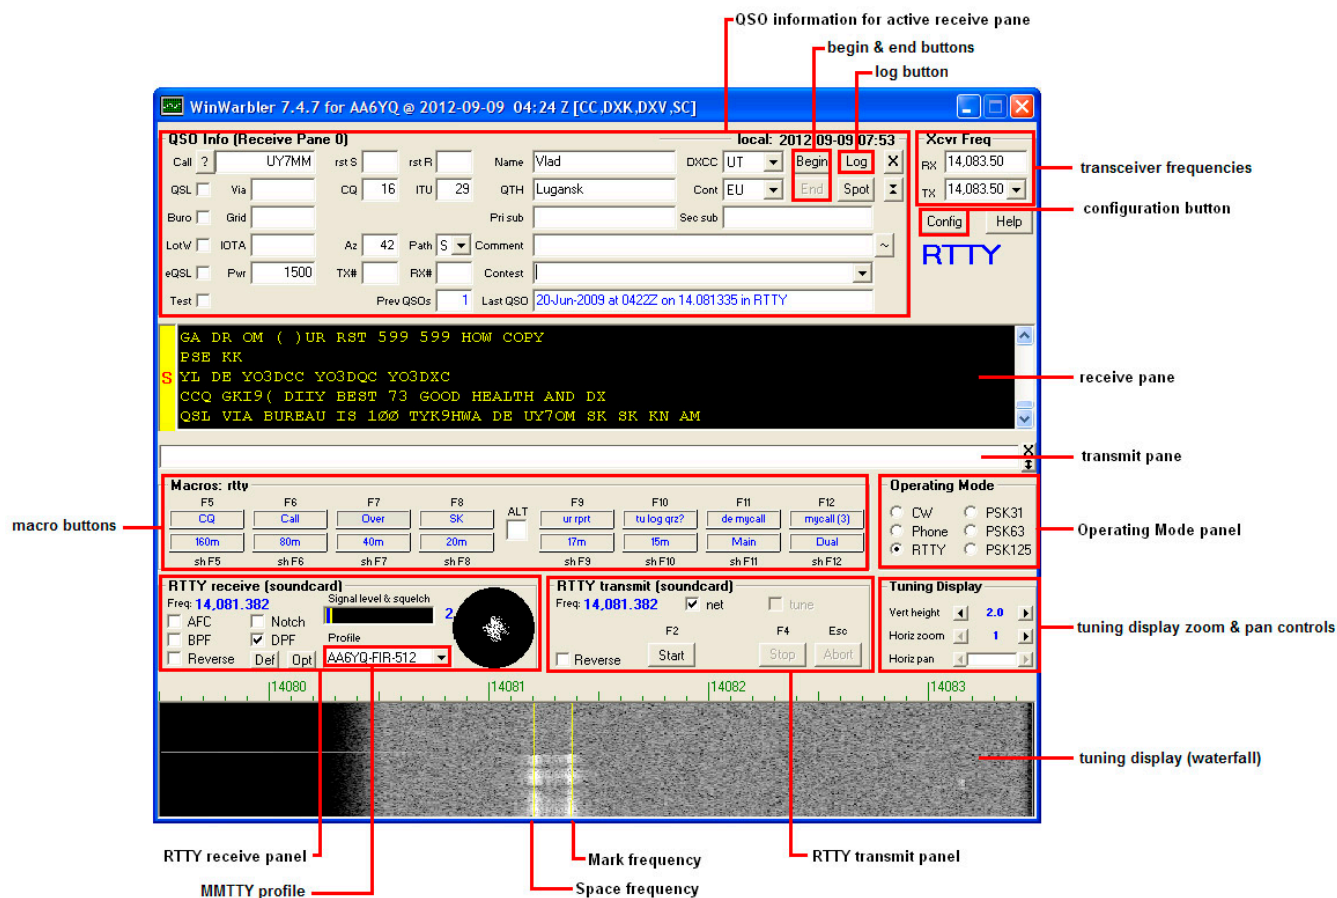 QSO information for active receive pane
begin & end buttons
log button
WinWarbler 7.4.7 for AA6YQ @ 2012-09-09 04:24 Z [CC,DXK,DXV,SC]
QSO Info (Receive Pane 0) local: 2012-09-09 07:53 Xcvr Freq
Call ? UY7MM rst S rst R Name Vlad DXCC UT Begin Log X RX 14,083.50
transceiver frequencies
QSL Via CQ 16 ITU 29 QTH Lugansk Cont EU End Spot TX 14,083.50
configuration button
Buro Grid Pri sub Sec sub Config Help
LotW IOTA Az 42 Path S Comment ~
RTTY
eQSL Pwr 1500 TX# RX# Contest
Test Prev QSOs 1 Last QSO 20-Jun-2009 at 0422Z on 14.081335 in RTTY
GA DR OM ( )UR RST 599 599 HOW COPY
PSE KK
S YL DE YO3DCC YO3DQC YO3DXC
receive pane
CCQ GKI9( DIIY BEST 73 GOOD HEALTH AND DX
QSL VIA BUREAU IS 1ØØ TYK9HWA DE UY7OM SK SK KN AM
transmit pane
X
Macros: rtty Operating Mode
F5 F6 F7 F8 ALT F9 F10 F11 F12
CQ Call Over SK ur rprt tu log qrz? de mycall mycall (3) CW PSK31
macro buttons
Phone PSK63
Operating Mode panel
160m 80m 40m 20m 17m 15m Main Dual RTTY PSK125
sh F5 sh F6 sh F7 sh F8 sh F9 sh F10 sh F11 sh F12
RTTY receive (soundcard) RTTY transmit (soundcard) Tuning Display
Freq: 14,081.382 Signal level & squelch 2. Freq: 14,081.382 net tune Vert height 2.0
AFC Notch
BPF DPF Profile F2 F4 Esc Horiz zoom 1
tuning display zoom & pan controls
Reverse Def Opt AA6YQ-FIR-512 Reverse Start Stop Abort Horiz pan
14080 14081 14082 14083
tuning display (waterfall)
RTTY receive panel
Mark frequency
RTTY transmit panel
MMTTY profile
Space frequency